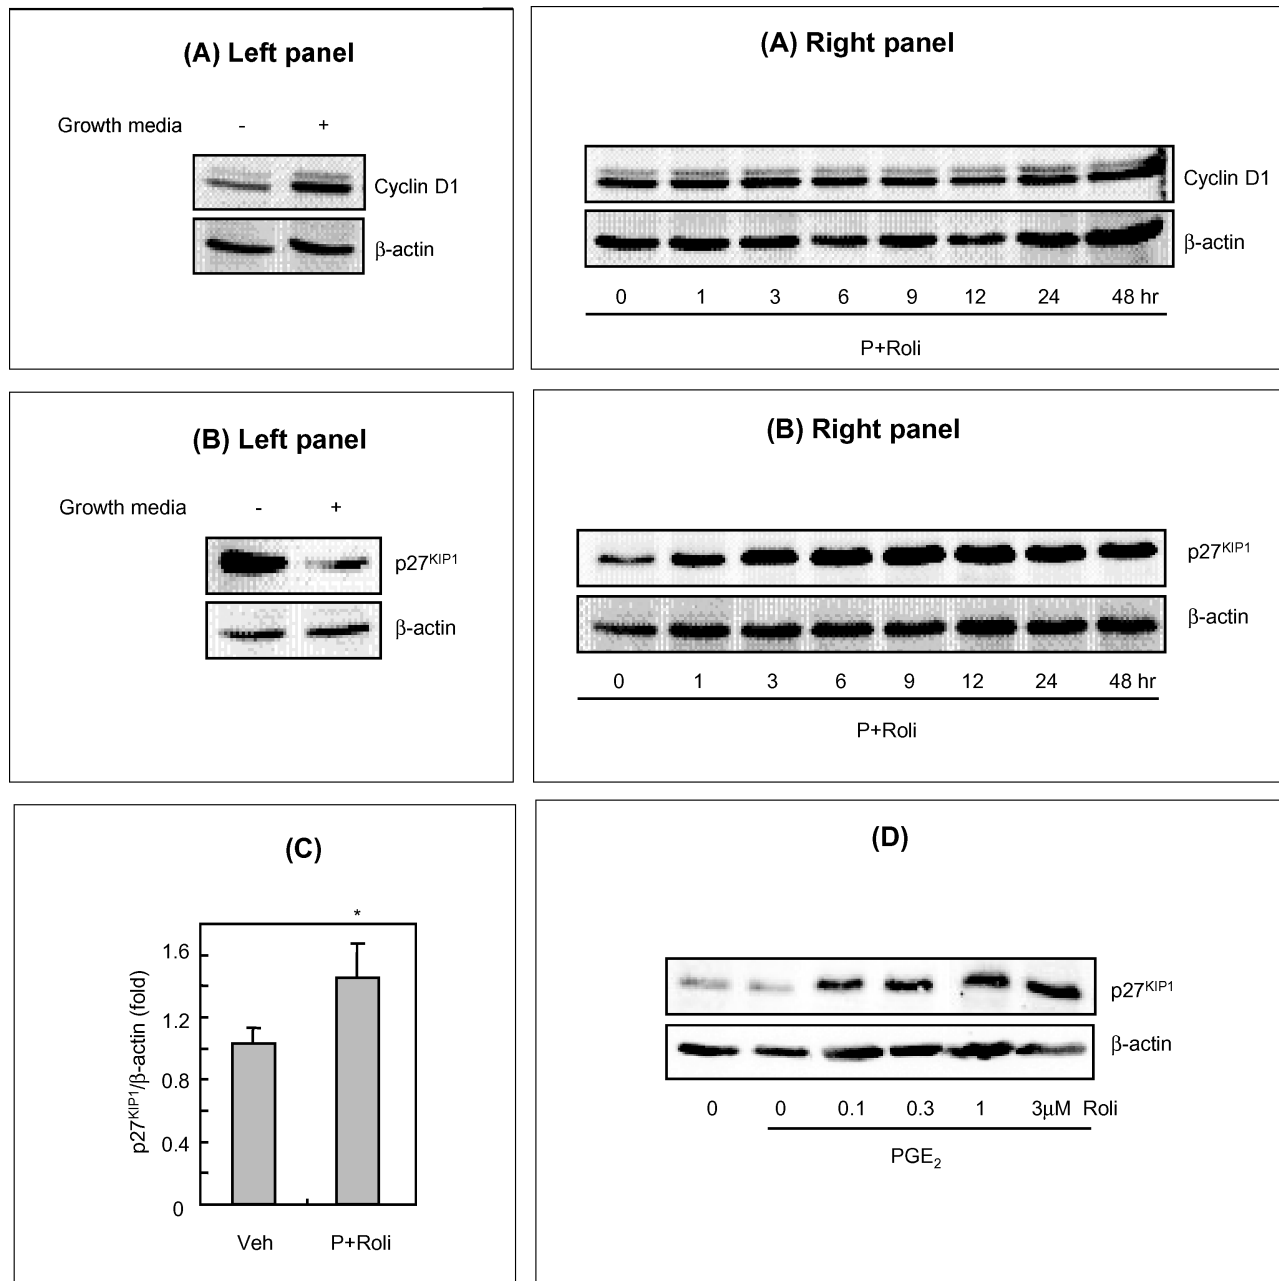 (A) Left panel
Growth media - +
Cyclin D1
β-actin
(A) Right panel
Cyclin D1
β-actin
0 1 3 6 9 12 24 48 hr
P+Roli
(B) Left panel
Growth media - +
p27KIP1
β-actin
(B) Right panel
p27KIP1
β-actin
0 1 3 6 9 12 24 48 hr
P+Roli
(C)
*
p27KIP1/β-actin (fold)
1.6
1.2
0.8
0.4
0
Veh P+Roli
(D)
p27KIP1
β-actin
0 0 0.1 0.3 1 3μM Roli
PGE2